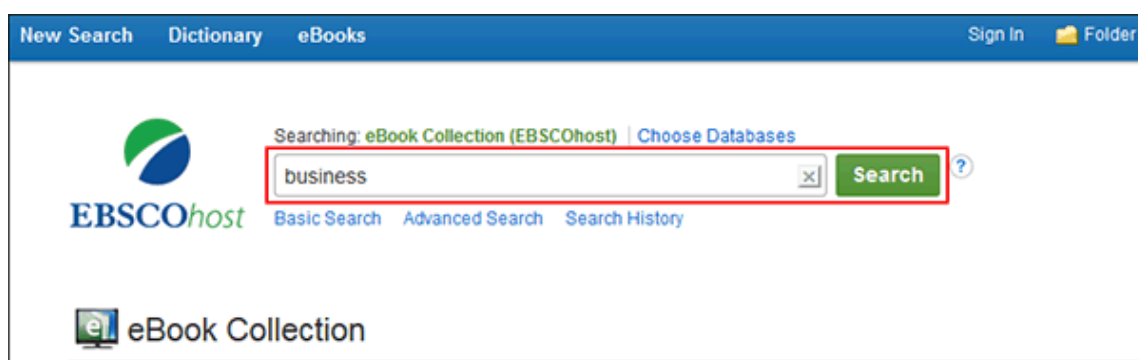 New Search Dictionary eBooks Sign In Folder
Searching: eBook Collection (EBSCOhost) Choose Databases
business Search ?
EBSCOhost
Basic Search Advanced Search Search History
e eBook Collection